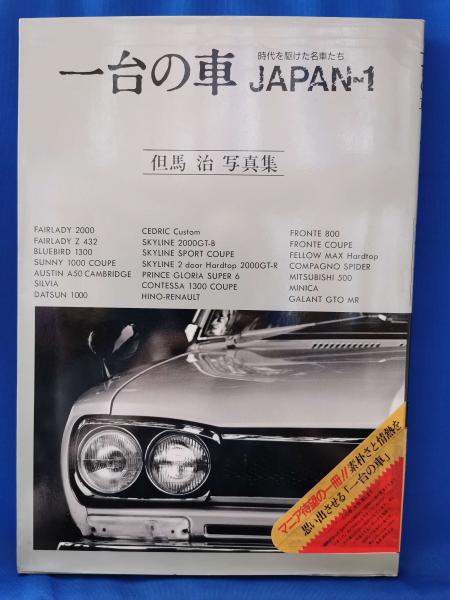 時代を駆けた名車たち
一台の車 JAPAN~1
但馬 治 写真集
FAIRLADY 2000
FAIRLADY Z 432
BLUEBIRD 1300
SUNNY 1000 COUPE
AUSTIN A50 CAMBRIDGE
SILVIA
DATSUN 1000
CEDRIC Custom
SKYLINE 2000GT-B
SKYLINE SPORT COUPE
SKYLINE 2 door Hardtop 2000GT-R
PRINCE GLORIA SUPER 6
CONTESSA 1300 COUPE
HINO-RENAULT
FRONTE 800
FRONTE COUPE
FELLOW MAX Hardtop
COMPAGNO SPIDER
MITSUBISHI 500
MINICA
GALANT GTO MR
マニア待望の一冊!!素朴さと情熱を
思い出させる「一台の車」